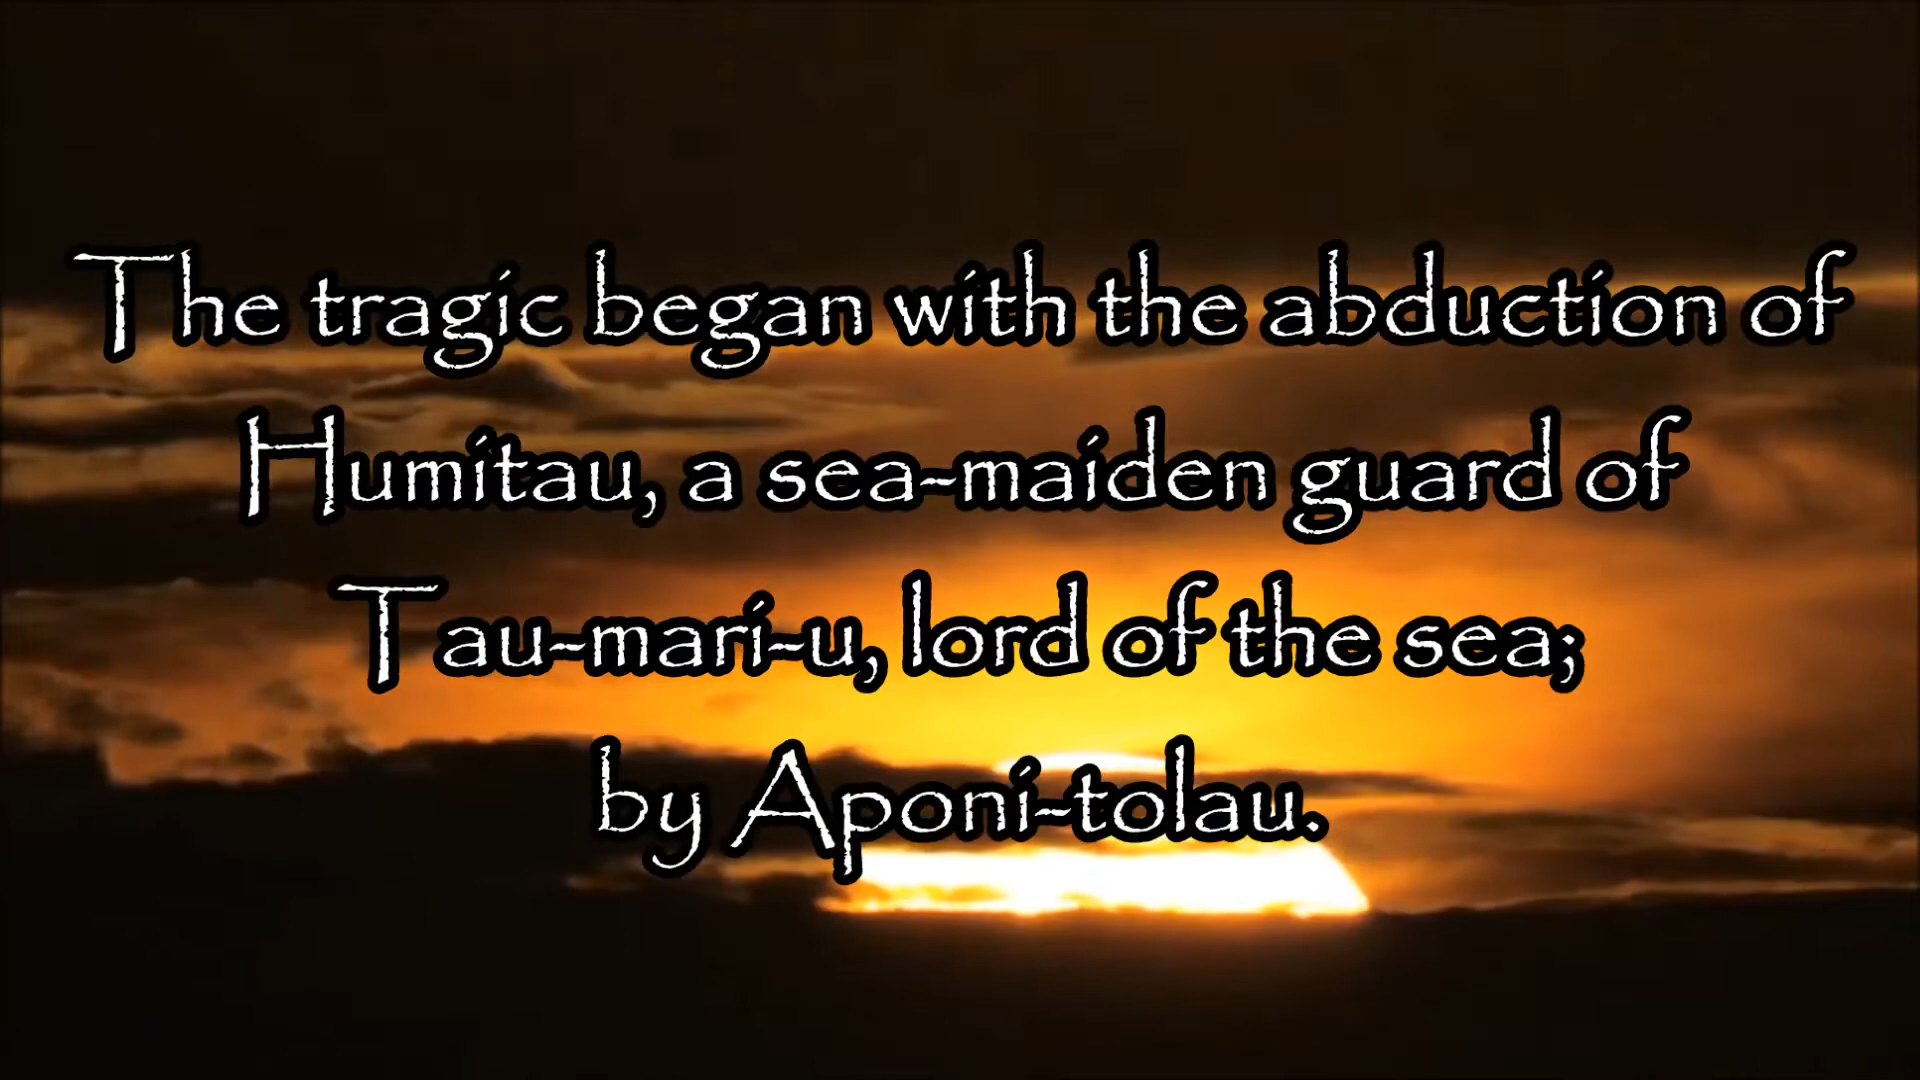 The tragic began with the abduction of
Humitau, a sea-maiden guard of
Tau-mari-u, lord of the sea;
by Aponi-tolau.